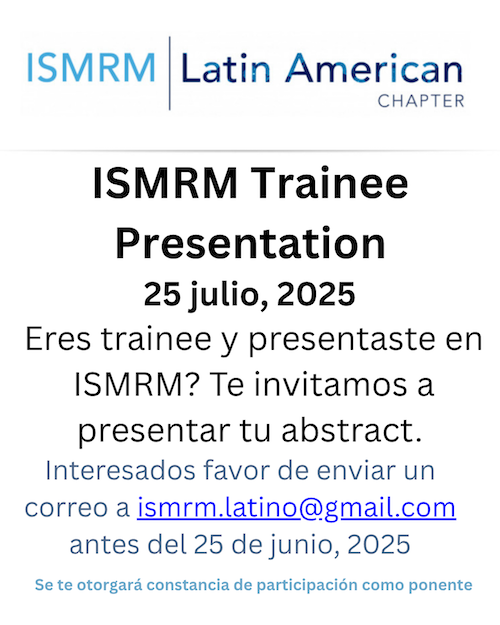 ISMRM | Latin American
CHAPTER
ISMRM Trainee
Presentation
25 julio, 2025
Eres trainee y presentaste en
ISMRM? Te invitamos a
presentar tu abstract.
Interesados favor de enviar un
correo a ismrm.latino@gmail.com
antes del 25 de junio, 2025
Se te otorgará constancia de participación como ponente